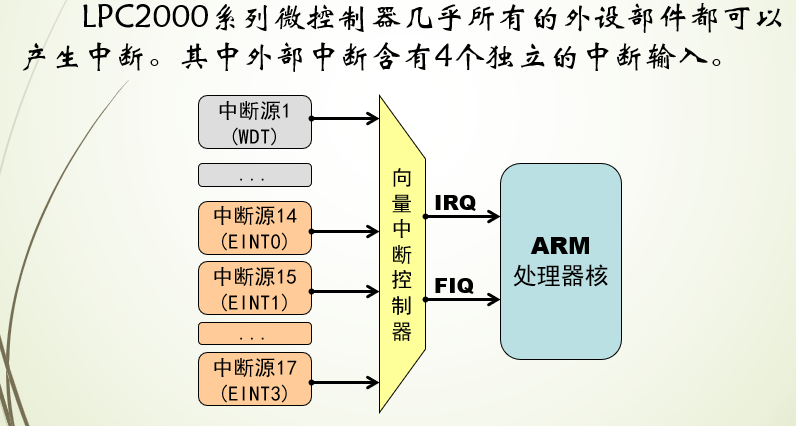 LPC2000系列微控制器几乎所有的外设部件都可以
产生中断。其中外部中断含有4个独立的中断输入。
中断源1
(WDT)
...
中断源14
(EINT0)
中断源15
(EINT1)
...
中断源17
(EINT3)
向
量
中
断
控
制
器
IRQ
FIQ
ARM
处理器核